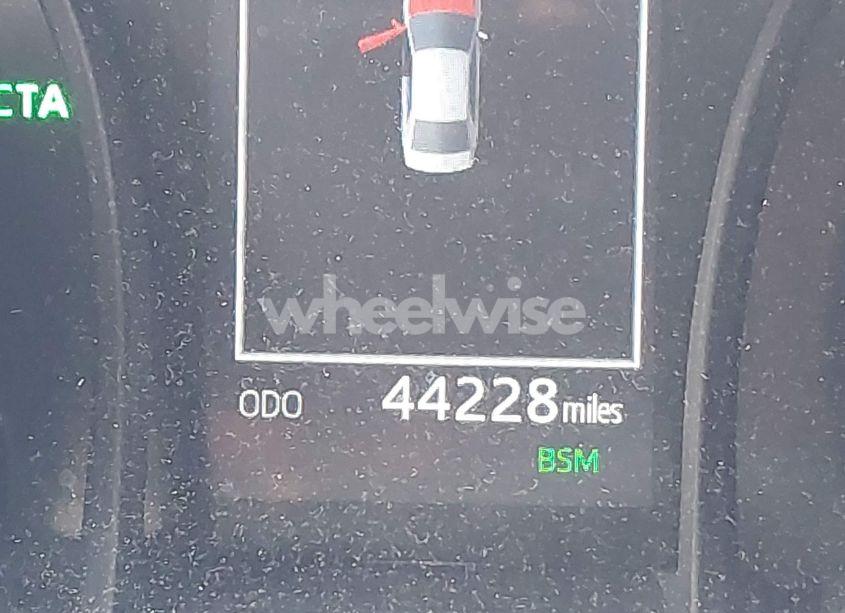 CTA
wheelwise
ODO 44228 miles
BSM